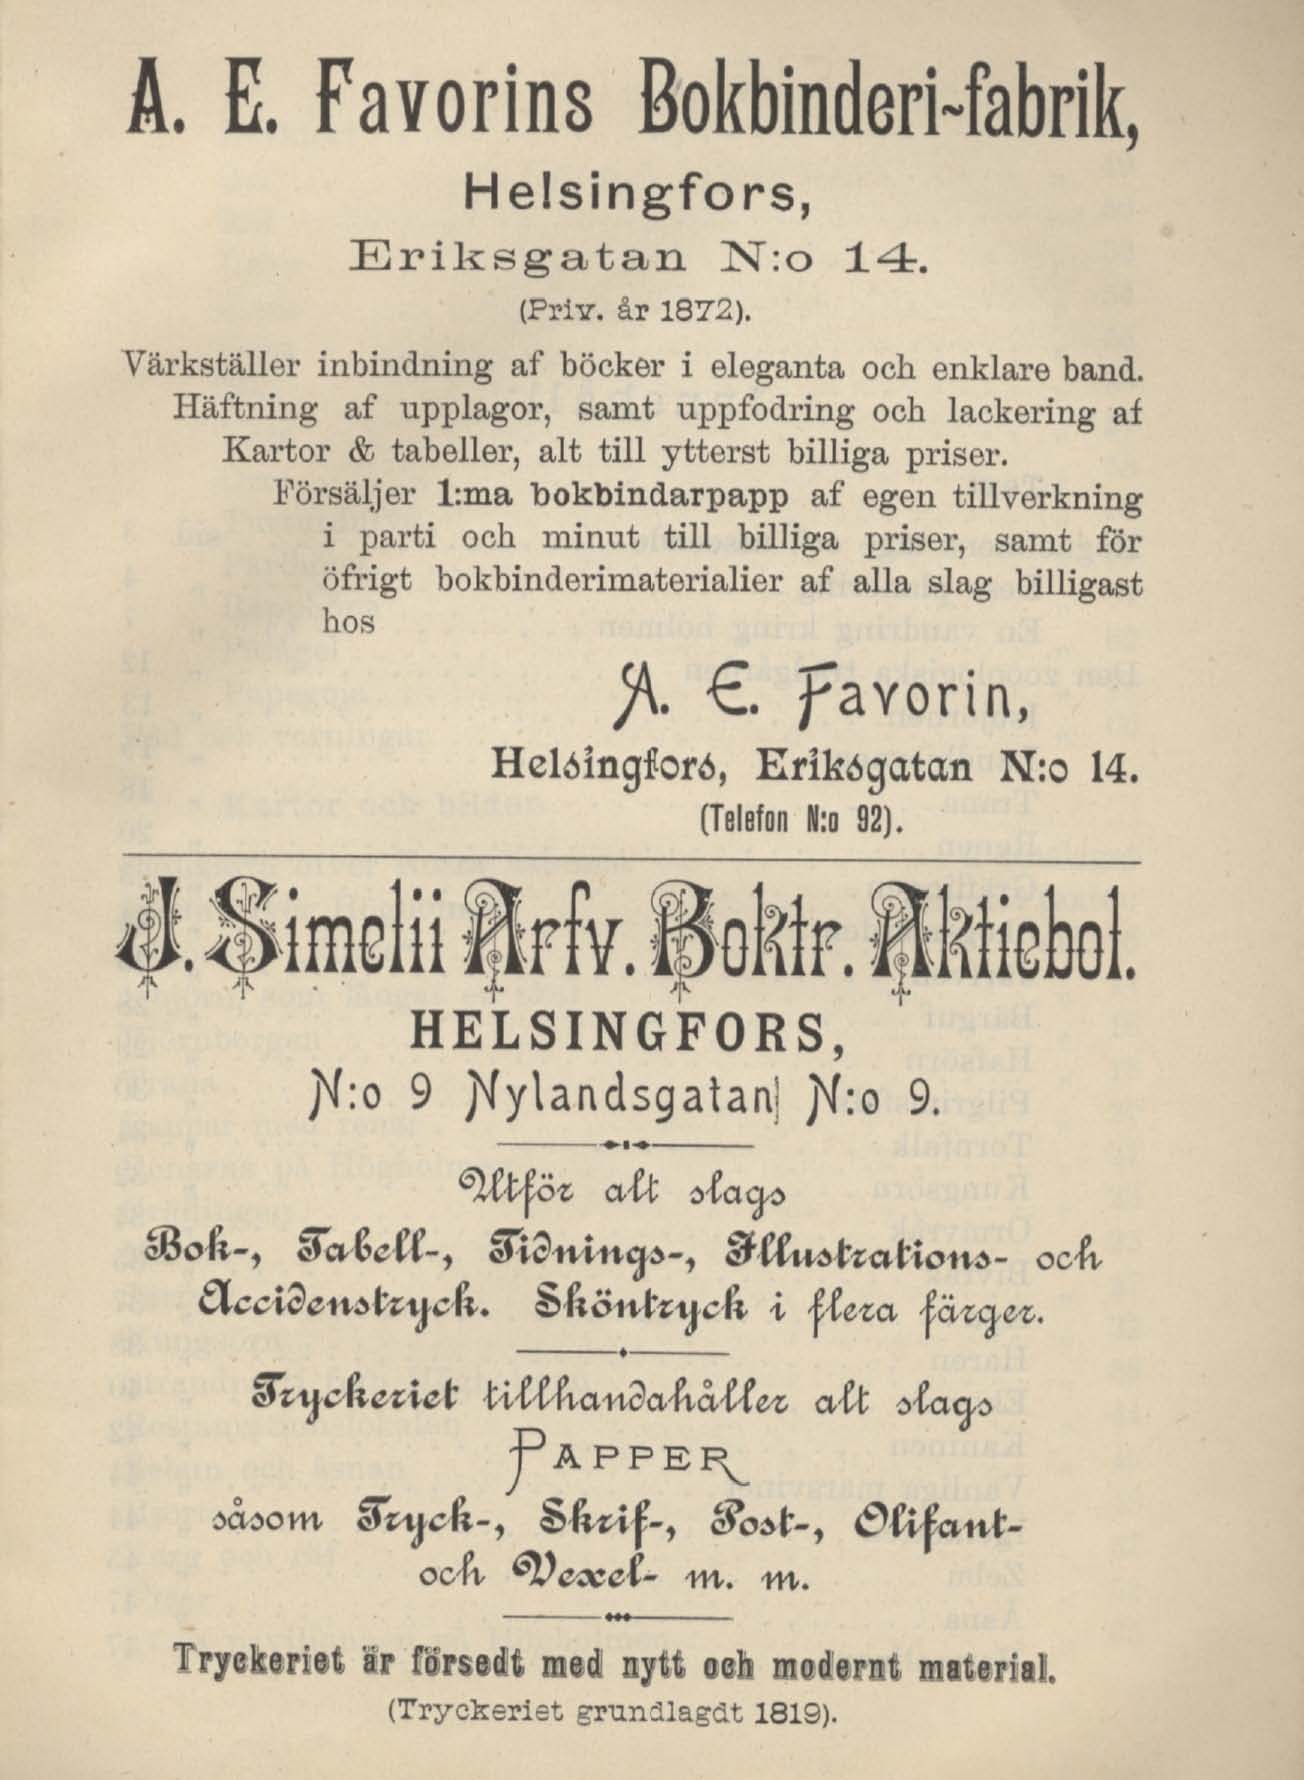 A. E. Favorins Bokbinderi-fabrik,
Helsingfors,
Eriksgatan N:o 14.
(Priv. år 1872).
Värkställer inbindning af böcker i eleganta och enklare band.
Häftning af upplagor, samt uppfodring och lackering af
Kartor & tabeller, alt till ytterst billiga priser.
Försäljer 1:ma bokbindarpapp af egen tillverkning
i parti och minut till billiga priser, samt för
öfrigt bokbinderimaterialier af alla slag billigast
hos
A. E. Favorin,
Helsingfors, Eriksgatan N:o 14.
(Telefon N:o 92).
J. Simelii Arfv. Boktr. Aktiebol.
HELSINGFORS,
N:o 9 Nylandsgatan N:o 9.
Utför alt slags
Bok-, Tabell-, Tidnings-, Illustrations- och
Accidenstryck. Sköntryck i flera färger.
Tryckeriet tillhandahåller alt slags
PAPPER
såsom Tryck-, Skrif-, Post-, Olifant-
och Vexel- m. m.
Tryckeriet är försedt med nytt och modernt material.
(Tryckeriet grundlagdt 1819).